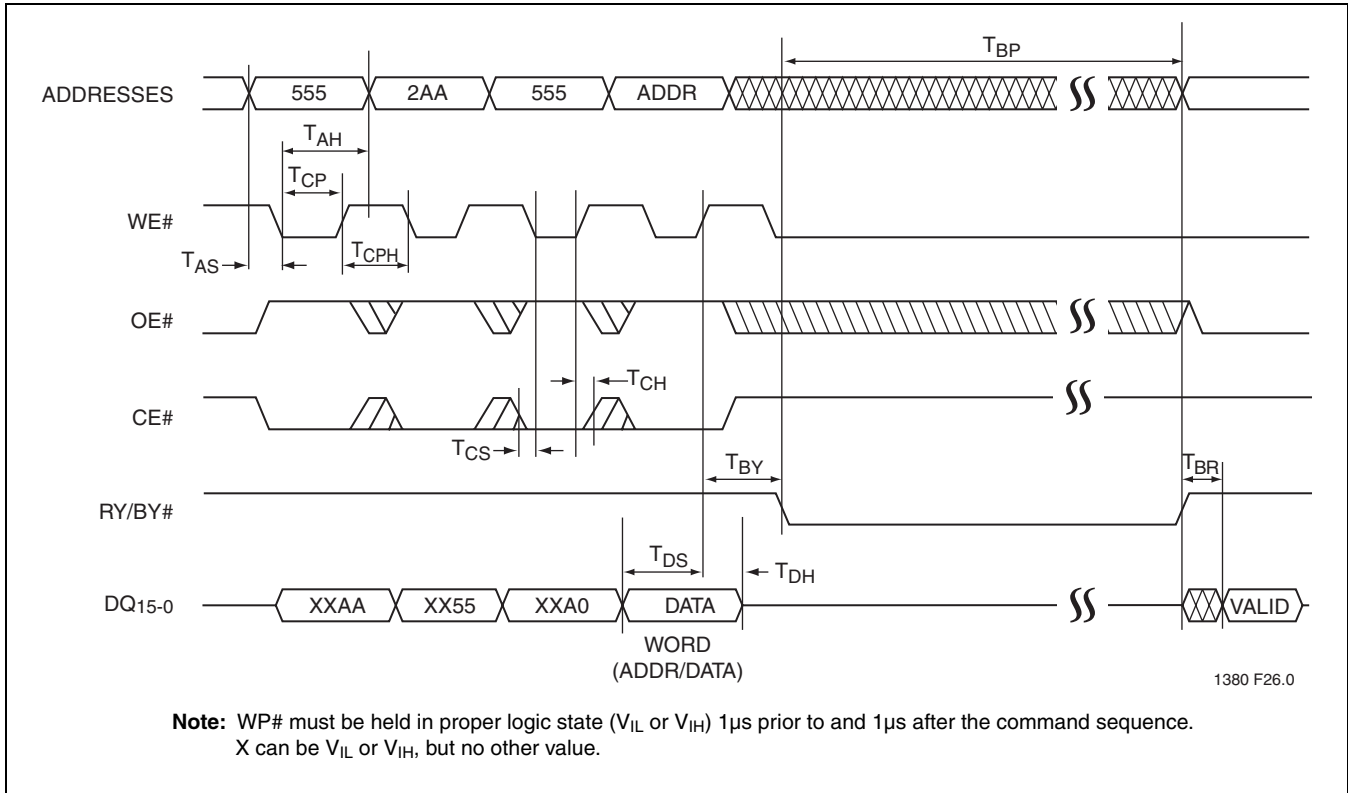 TBP
ADDRESSES 555 2AA 555 ADDR
TAH
TCP
WE#
TAS TCPH
OE#
TCH
CE#
TCS
TBY TBR
RY/BY#
TDS TDH
DQ15-0 XXAA XX55 XXA0 DATA VALID
WORD
(ADDR/DATA)
1380 F26.0
Note: WP# must be held in proper logic state (VIL or VIH) 1µs prior to and 1µs after the command sequence.
X can be VIL or VIH, but no other value.